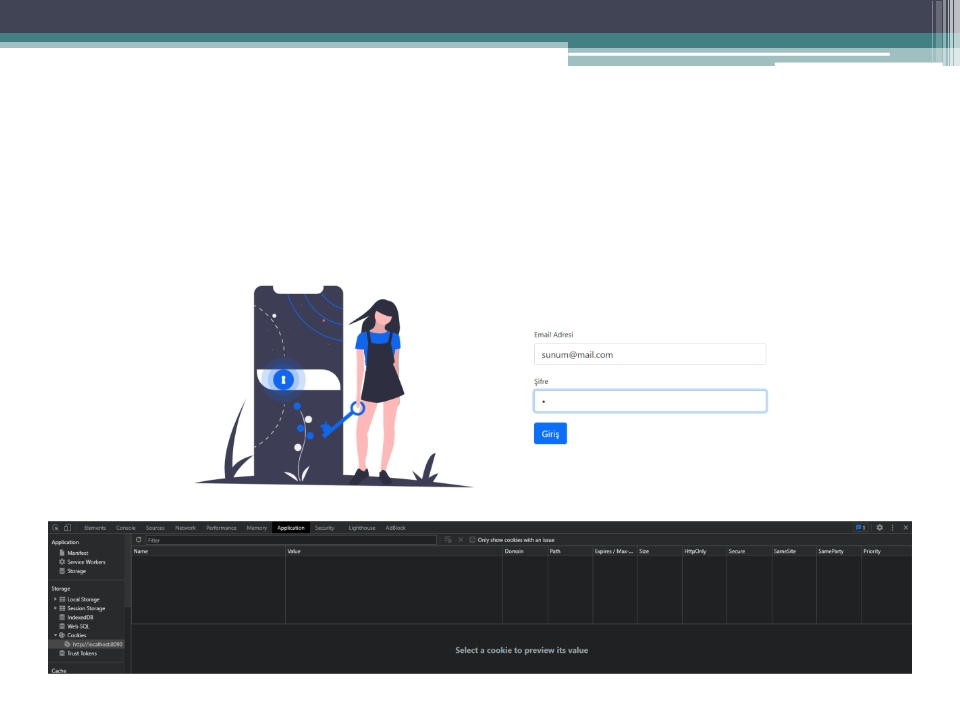 Email Adresi
sunum@mail.com
Şifre
Giriş
Elements Console Sources Network Performance Memory Application Security Lighthouse AdBlock
Application
Manifest
Service Workers
Storage
Storage
Local Storage
Session Storage
IndexedDB
Web SQL
Cookies
http://localhost:8080
Trust Tokens
Cache
Filter
Only show cookies with an issue
Name Value Domain Path Expires / Max-... Size HttpOnly Secure SameSite SameParty Priority
Select a cookie to preview its value